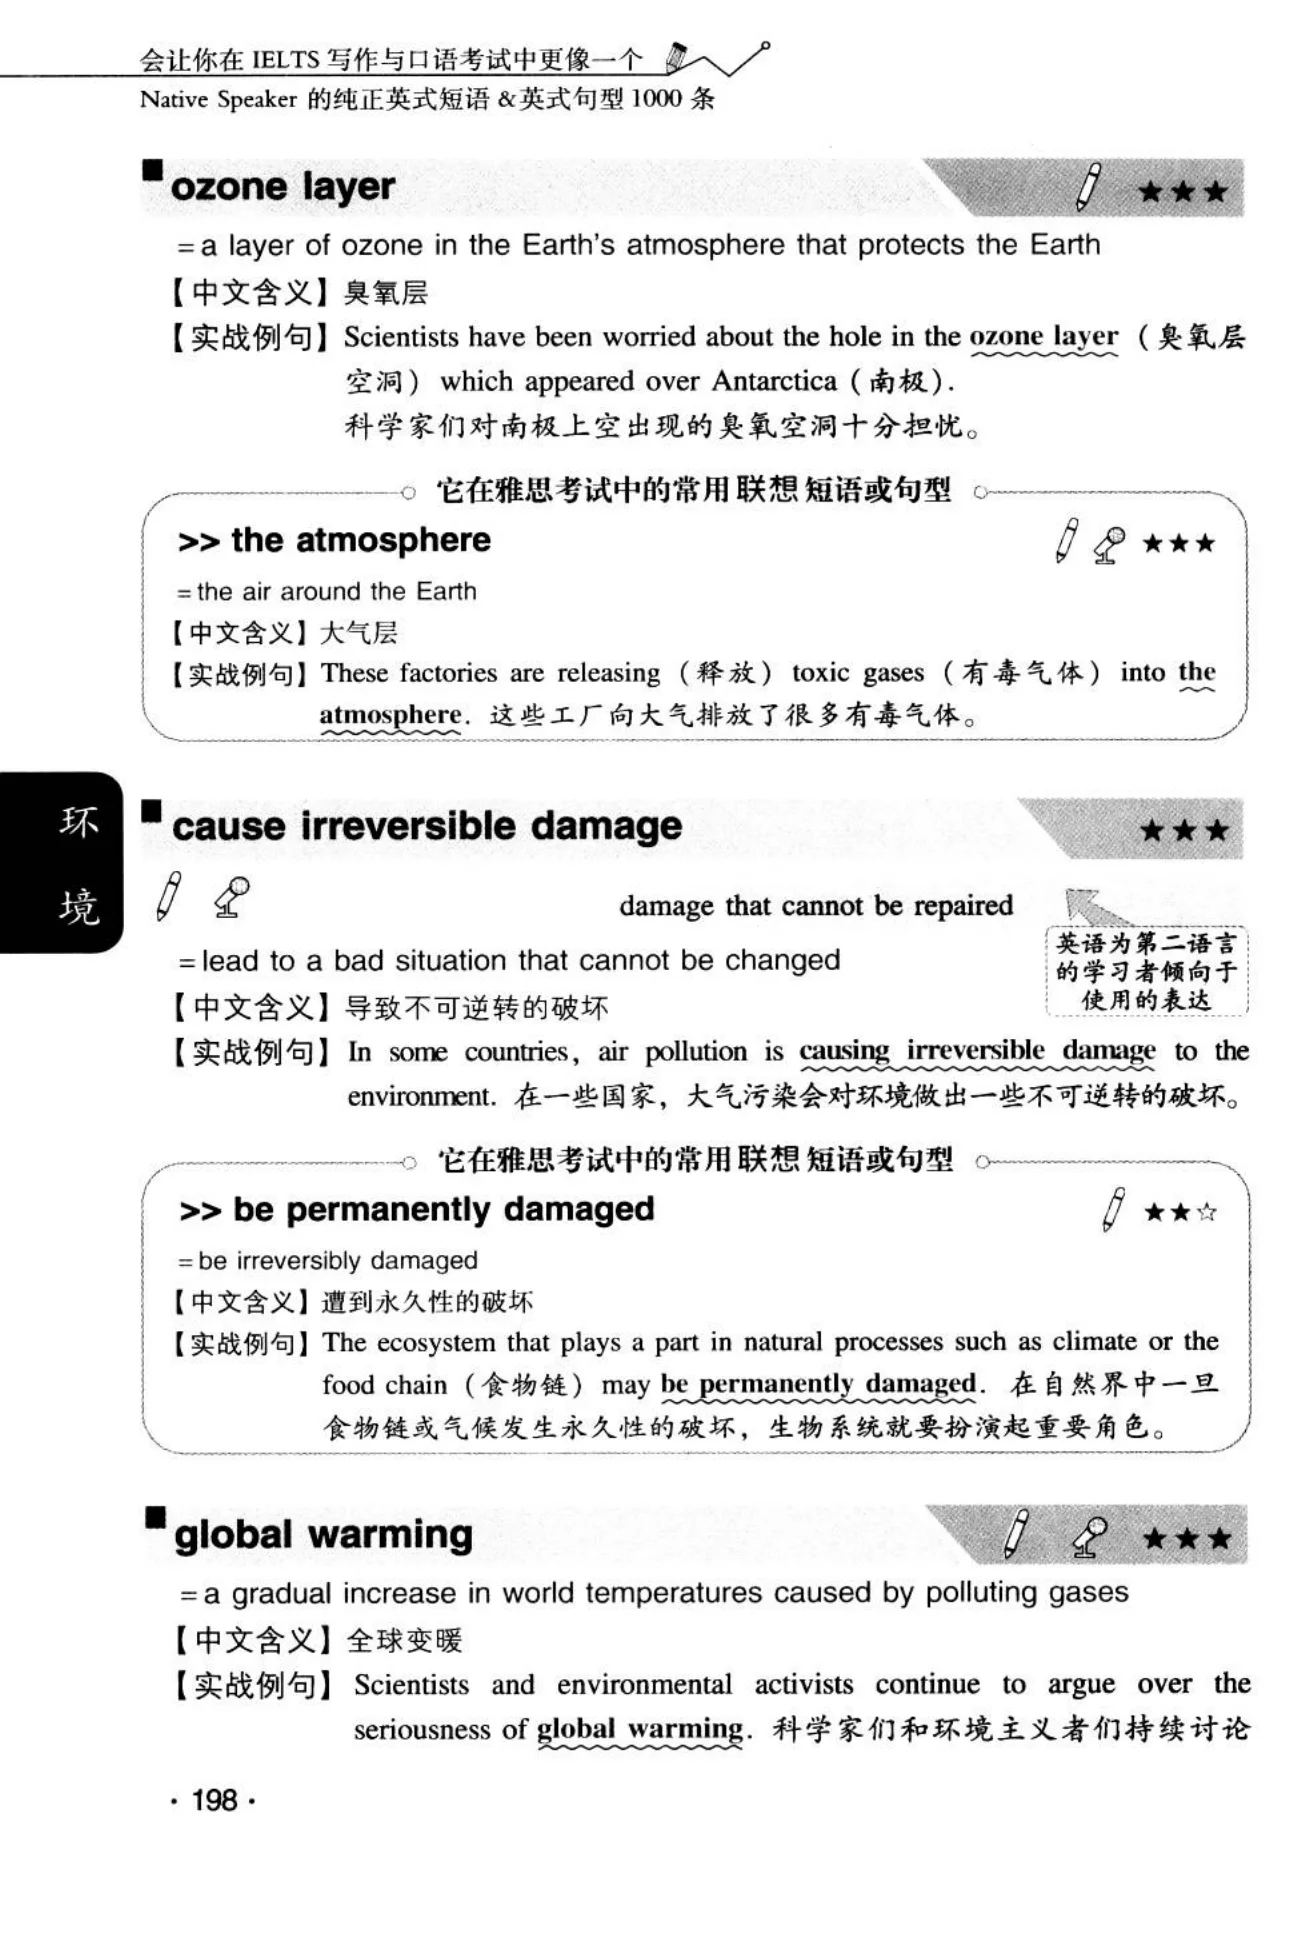 会让你在 IELTS 写作与口语考试中更像一个
Native Speaker 的纯正英式短语 &英式句型 1000 条
ozone layer ★★★
=a layer of ozone in the Earth's atmosphere that protects the Earth
【中文含义】臭氧层
【实战例句】Scientists have been worried about the hole in the ozone layer（臭氧层
空洞）which appeared over Antarctica（南极）.
科学家们对南极上空出现的臭氧空洞十分担忧。
它在雅思考试中的常用联想短语或句型
>> the atmosphere ★★★
=the air around the Earth
【中文含义】大气层
【实战例句】These factories are releasing（释放）toxic gases（有毒气体）into the
atmosphere. 这些工厂向大气排放了很多有毒气体。
环
境
cause irreversible damage ★★★
damage that cannot be repaired
英语为第二语言
的学习者倾向于
使用的表达
=lead to a bad situation that cannot be changed
【中文含义】导致不可逆转的破坏
【实战例句】In some countries, air pollution is causing irreversible damage to the
environment. 在一些国家，大气污染会对环境做出一些不可逆转的破坏。
它在雅思考试中的常用联想短语或句型
>> be permanently damaged ★★☆
=be irreversibly damaged
【中文含义】遭到永久性的破坏
【实战例句】The ecosystem that plays a part in natural processes such as climate or the
food chain（食物链）may be permanently damaged. 在自然界中一旦
食物链或气候发生永久性的破坏，生物系统就要扮演起重要角色。
global warming ★★★
=a gradual increase in world temperatures caused by polluting gases
【中文含义】全球变暖
【实战例句】Scientists and environmental activists continue to argue over the
seriousness of global warming. 科学家们和环境主义者们持续讨论
· 198 ·